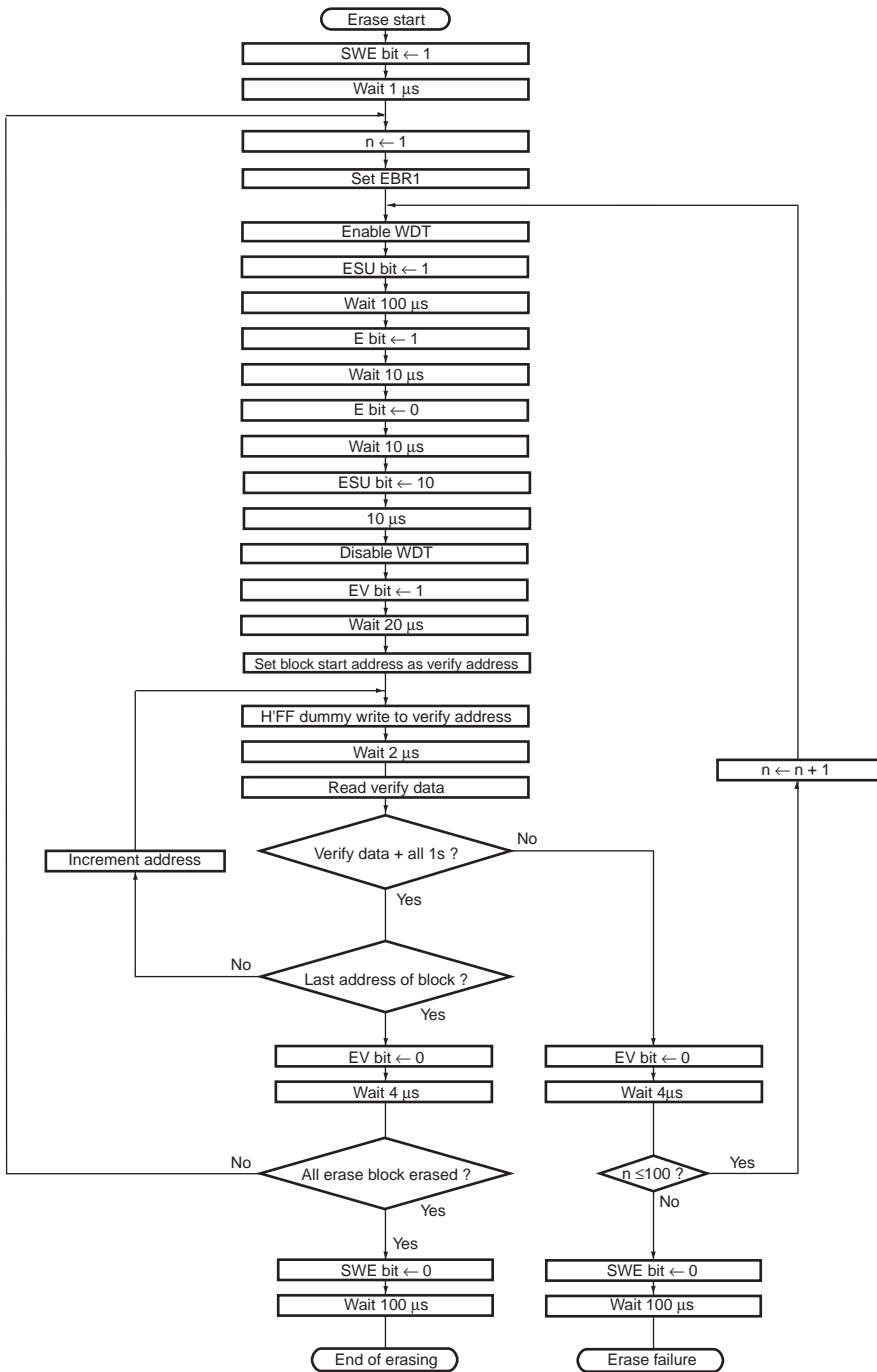 Erase start
SWE bit ← 1
Wait 1 µs
n ← 1
Set EBR1
Enable WDT
ESU bit ← 1
Wait 100 µs
E bit ← 1
Wait 10 µs
E bit ← 0
Wait 10 µs
ESU bit ← 10
10 µs
Disable WDT
EV bit ← 1
Wait 20 µs
Set block start address as verify address
H'FF dummy write to verify address
Wait 2 µs
n ← n + 1
Read verify data
No
Increment address
Verify data + all 1s ?
Yes
No
Last address of block ?
Yes
EV bit ← 0
EV bit ← 0
Wait 4 µs
Wait 4µs
No
All erase block erased ?
n ≤100 ?
Yes
Yes
No
Yes
SWE bit ← 0
SWE bit ← 0
Wait 100 µs
Wait 100 µs
End of erasing
Erase failure